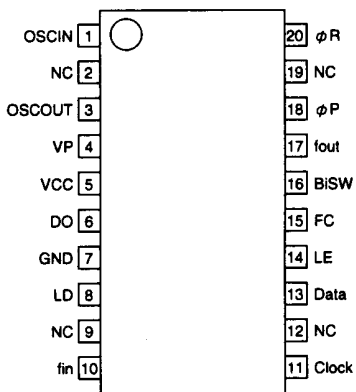 OSCIN 1 20 φR
NC 2 19 NC
OSCOUT 3 18 φP
VP 4 17 fout
VCC 5 16 BiSW
DO 6 15 FC
GND 7 14 LE
LD 8 13 Data
NC 9 12 NC
fin 10 11 Clock